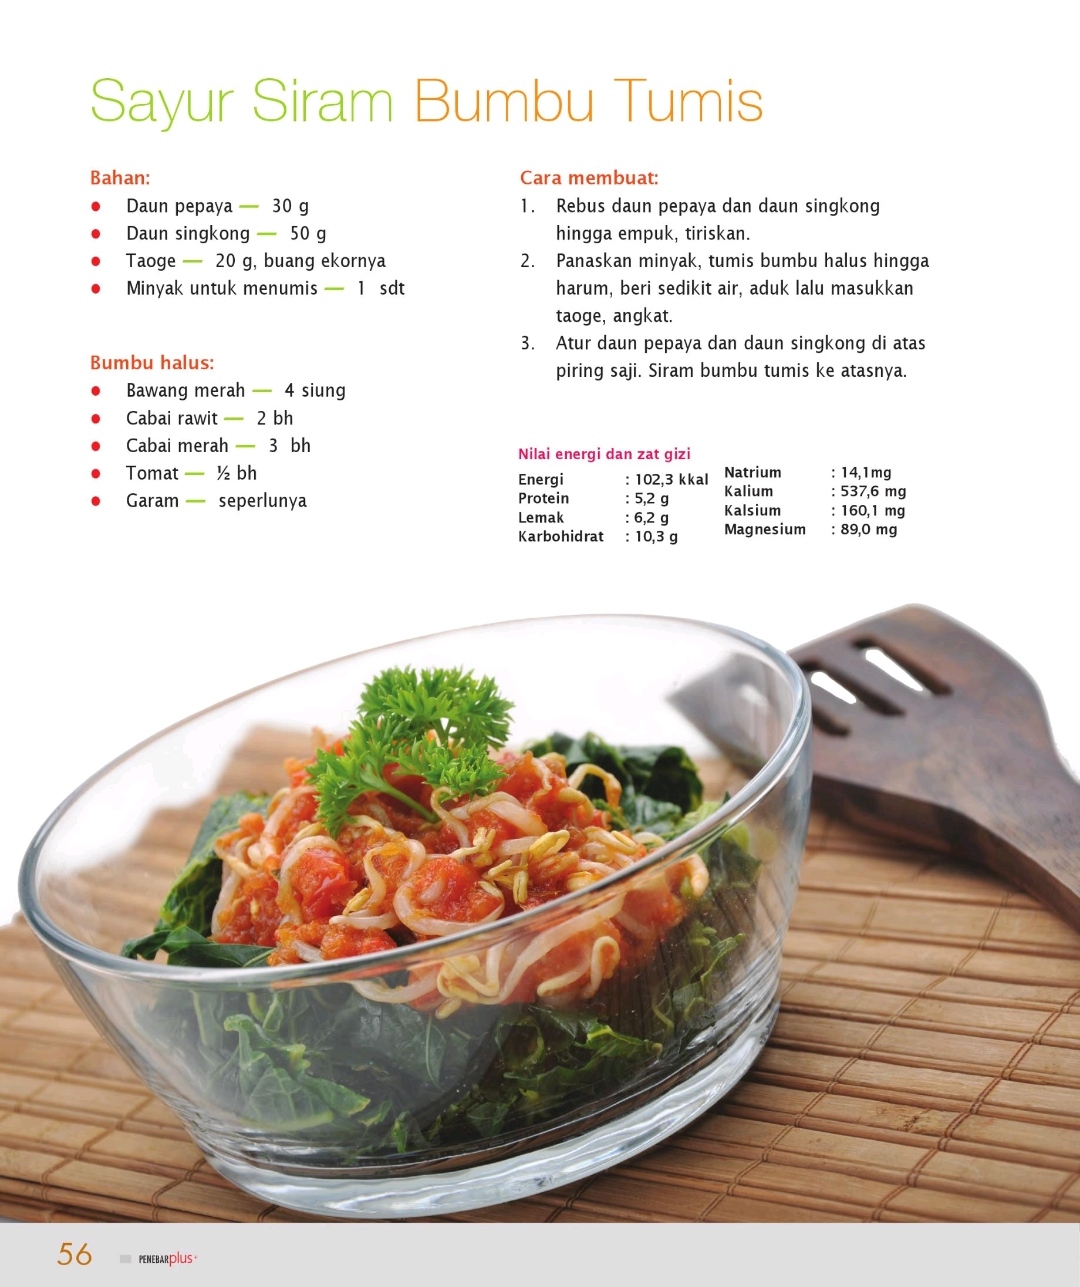 Sayur Siram Bumbu Tumis
Bahan:
• Daun pepaya — 30 g
• Daun singkong — 50 g
• Taoge — 20 g, buang ekornya
• Minyak untuk menumis — 1 sdt
Bumbu halus:
• Bawang merah — 4 siung
• Cabai rawit — 2 bh
• Cabai merah — 3 bh
• Tomat — ½ bh
• Garam — seperlunya
Cara membuat:
1. Rebus daun pepaya dan daun singkong
hingga empuk, tiriskan.
2. Panaskan minyak, tumis bumbu halus hingga
harum, beri sedikit air, aduk lalu masukkan
taoge, angkat.
3. Atur daun pepaya dan daun singkong di atas
piring saji. Siram bumbu tumis ke atasnya.
Nilai energi dan zat gizi
Energi : 102,3 kkal
Protein : 5,2 g
Lemak : 6,2 g
Karbohidrat : 10,3 g
Natrium : 14,1mg
Kalium : 537,6 mg
Kalsium : 160,1 mg
Magnesium : 89,0 mg
56 PENEBARplus+